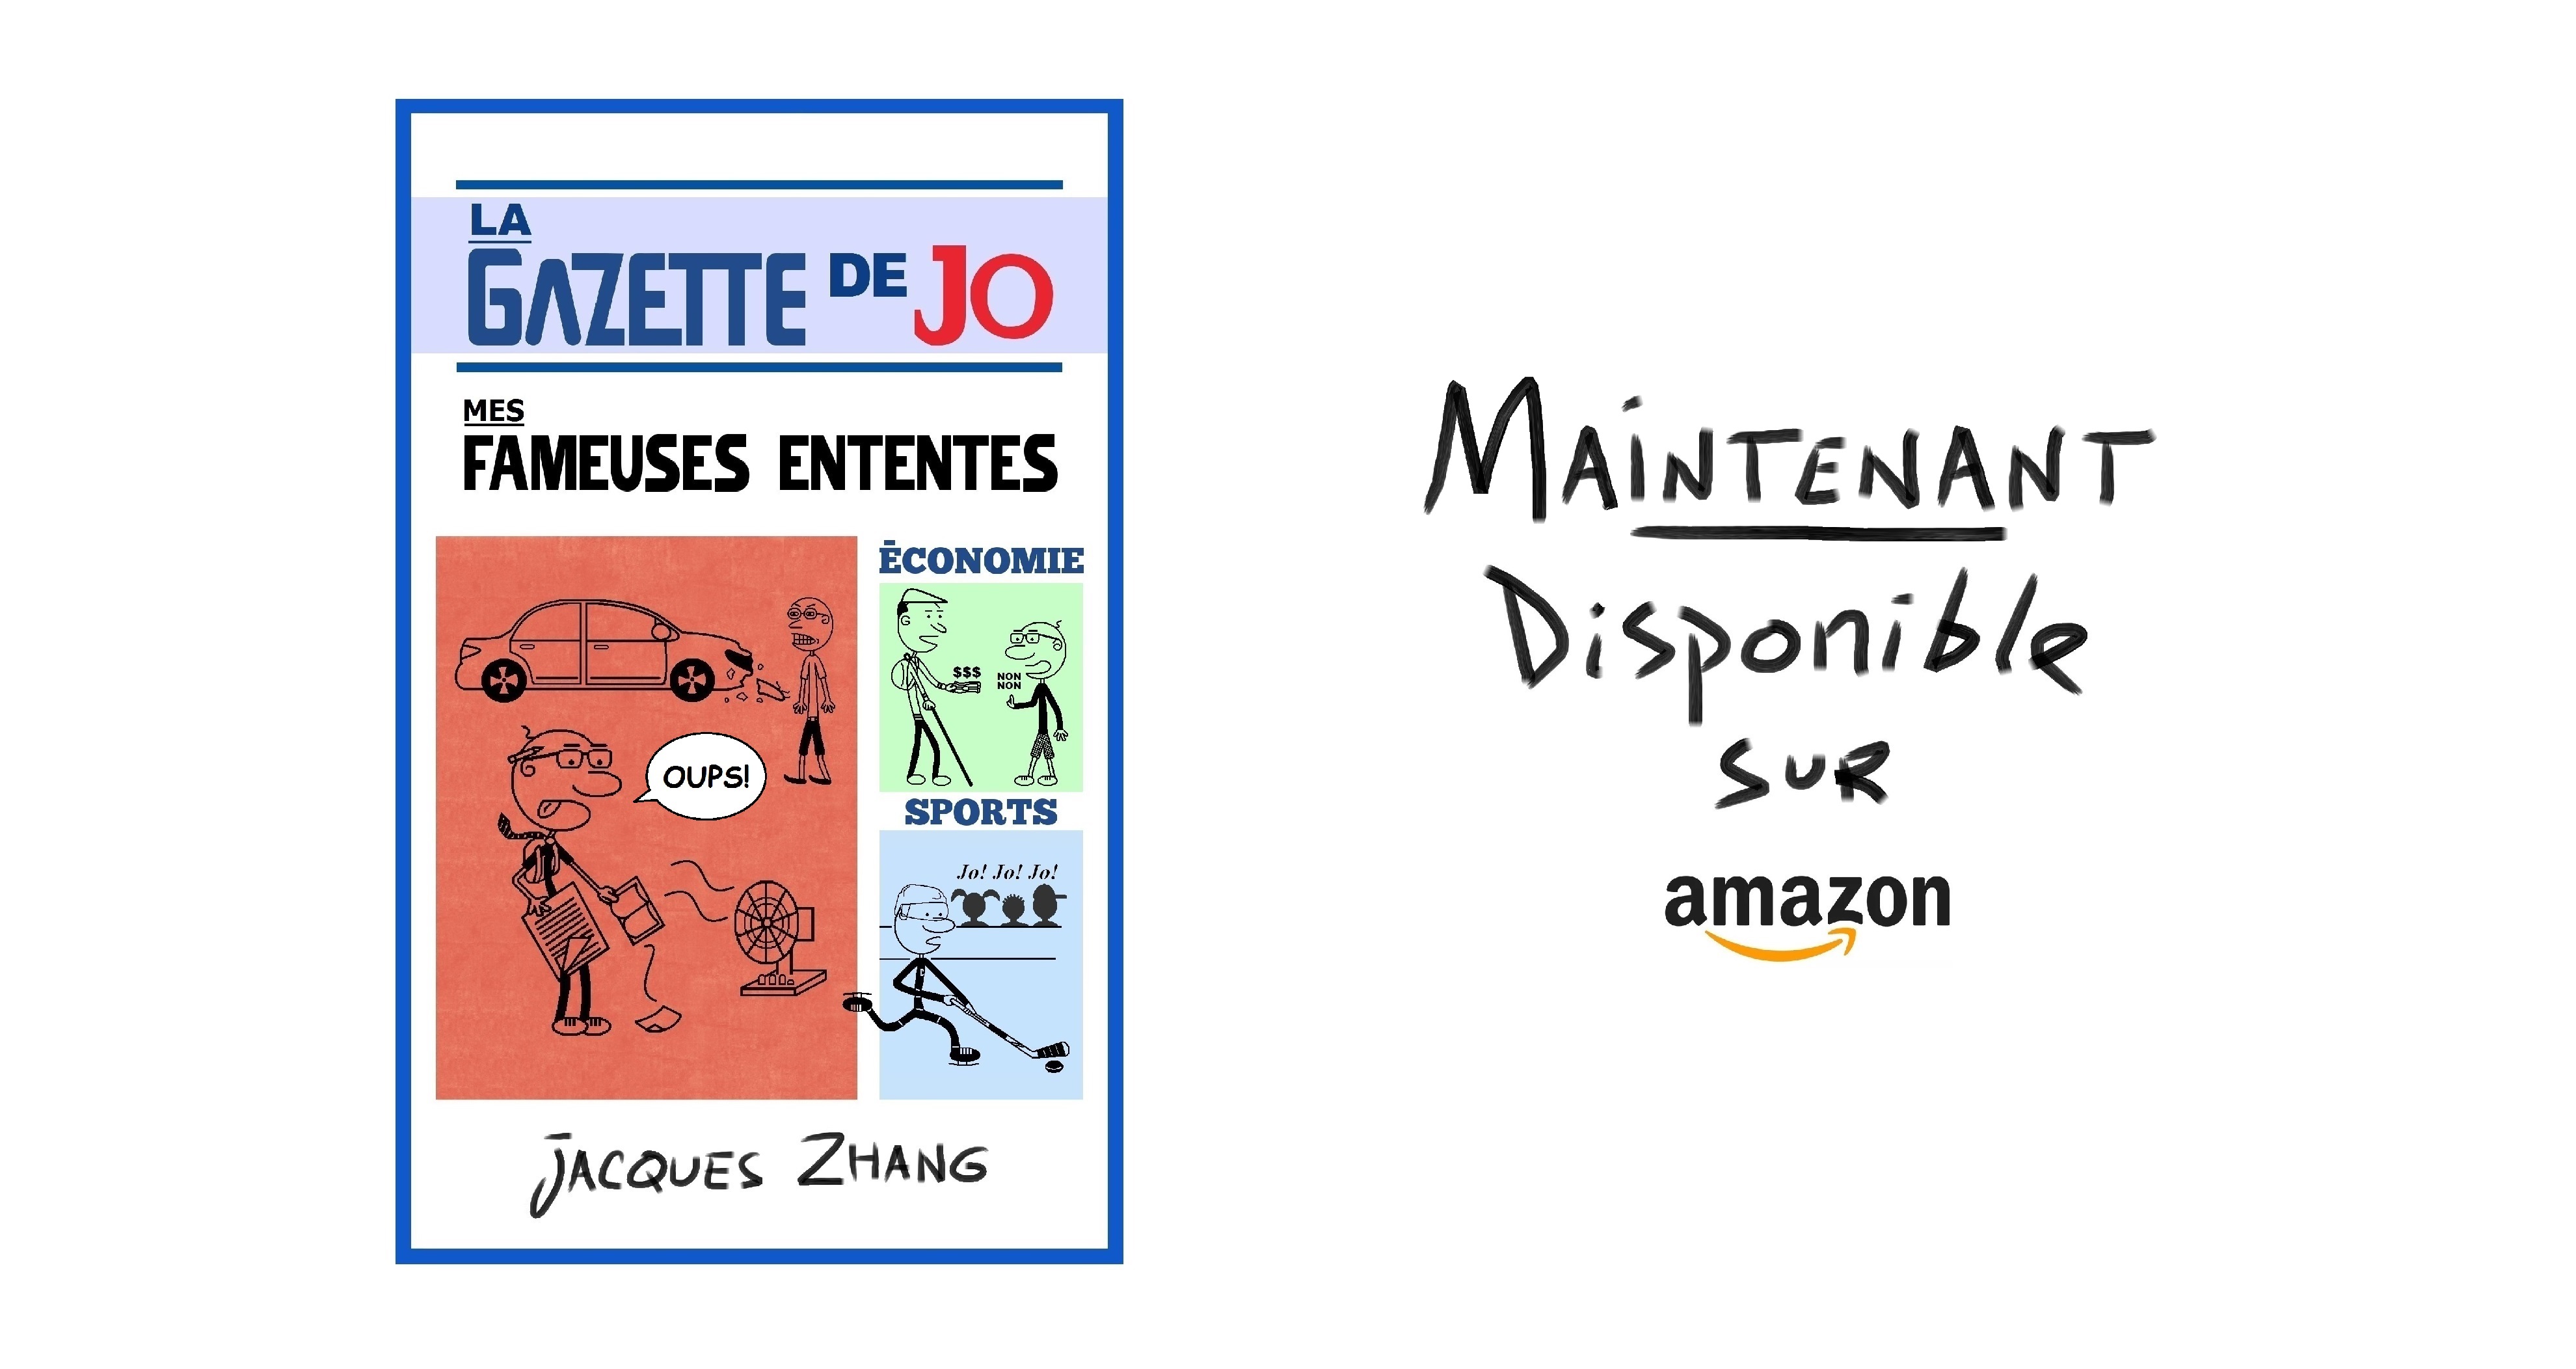 LA
GAZETTE DE JO
MES
FAMEUSES ENTENTES
OUPS!
ÉCONOMIE
$$$
NON
NON
SPORTS
Jo! Jo! Jo!
JACQUES ZHANG
MAiNTENANT
Disponible
SUR
amazon